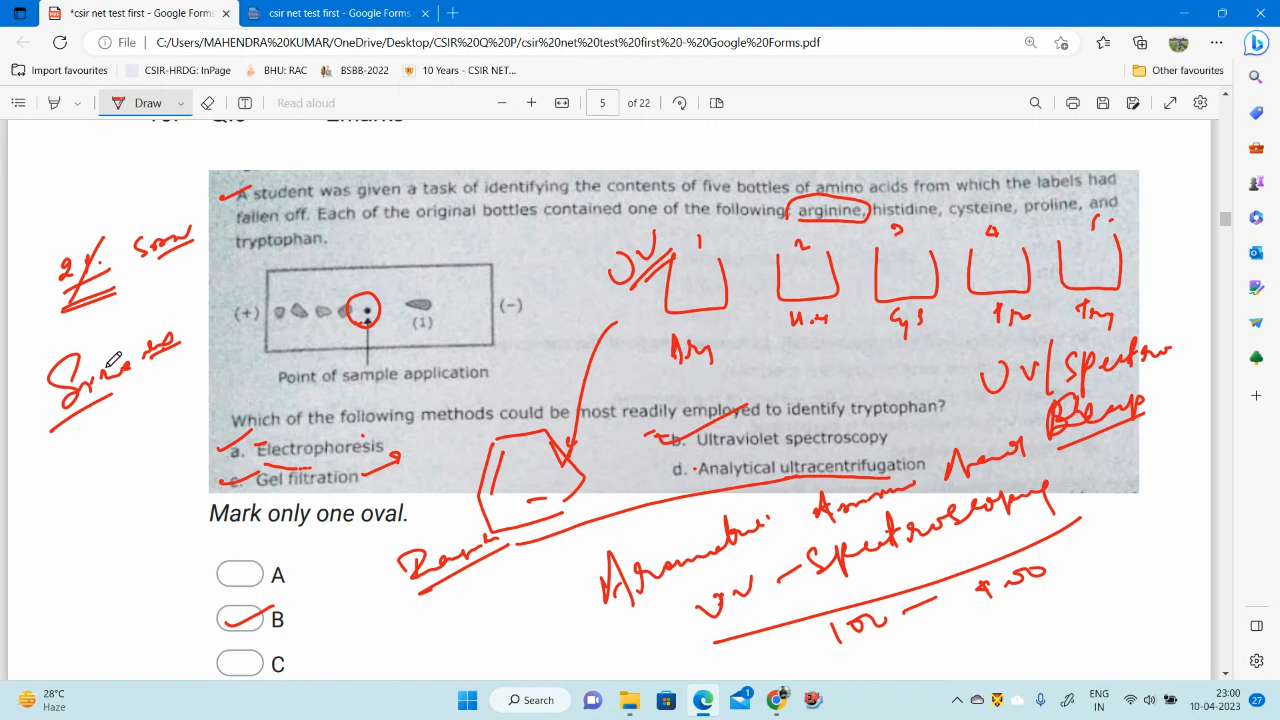 *csir net test first - Google Forms
csir net test first - Google Forms
File
C:/Users/MAHENDRA%20KUMAR/OneDrive/Desktop/CSIR%20Q%20P/csir%20net%20test%20first%20-%20Google%20Forms.pdf
Import favourites
CSIR-HRDG: InPage
BHU: RAC
BSBB-2022
10 Years - CSIR NET...
Other favourites
Draw
Read aloud
5 of 22
A student was given a task of identifying the contents of five bottles of amino acids from which the labels had
fallen off. Each of the original bottles contained one of the following: arginine, histidine, cysteine, proline, and
tryptophan.
1 2 3 4 5
UV
(+)
(-)
(1)
Arg His Cys Pro Try
Point of sample application
UV/Spectro
Which of the following methods could be most readily employed to identify tryptophan?
a. Electrophoresis
b. Ultraviolet spectroscopy
c. Gel filtration
d. Analytical ultracentrifugation
Mark only one oval.
Aromatic
UV - Spectroscopy
A
B
C
28°C
Haze
Search
ENG
IN
23:00
10-04-2023
27